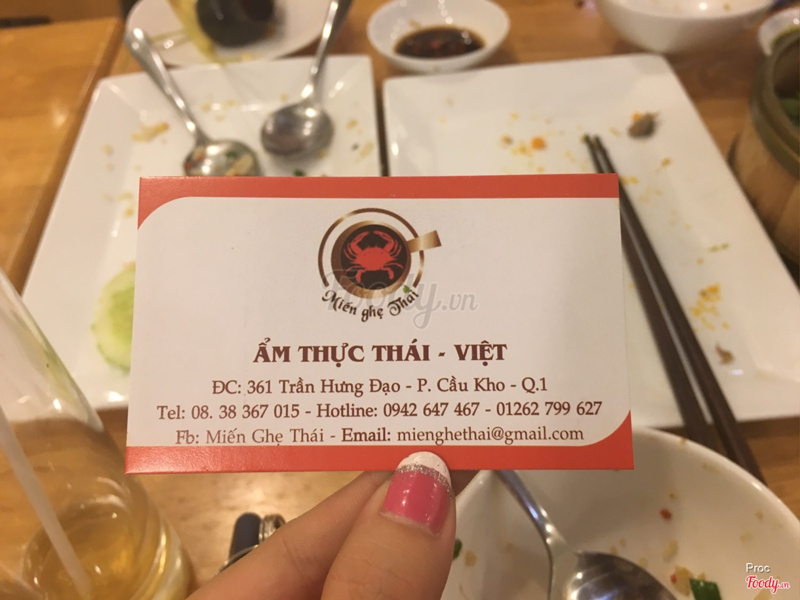 Miến ghẹ Thái
Foody.vn
ẨM THỰC THÁI - VIỆT
ĐC: 361 Trần Hưng Đạo - P. Cầu Kho - Q.1
Tel: 08. 38 367 015 - Hotline: 0942 647 467 - 01262 799 627
Fb: Miến Ghẹ Thái - Email: mienghethai@gmail.com
Proc
Foody.vn